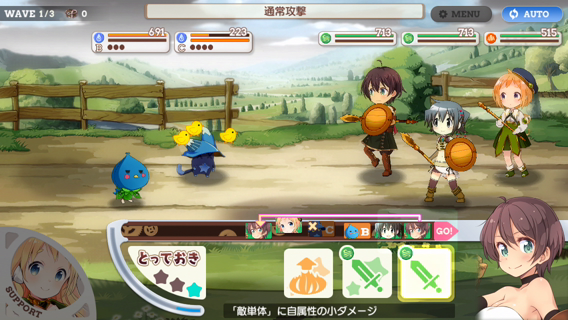 WAVE 1/3 0
通常攻撃
MENU
AUTO
691
B
223
C
713
713
515
B
GO!
とっておき
SUPPORT
「敵単体」に自属性の小ダメージ